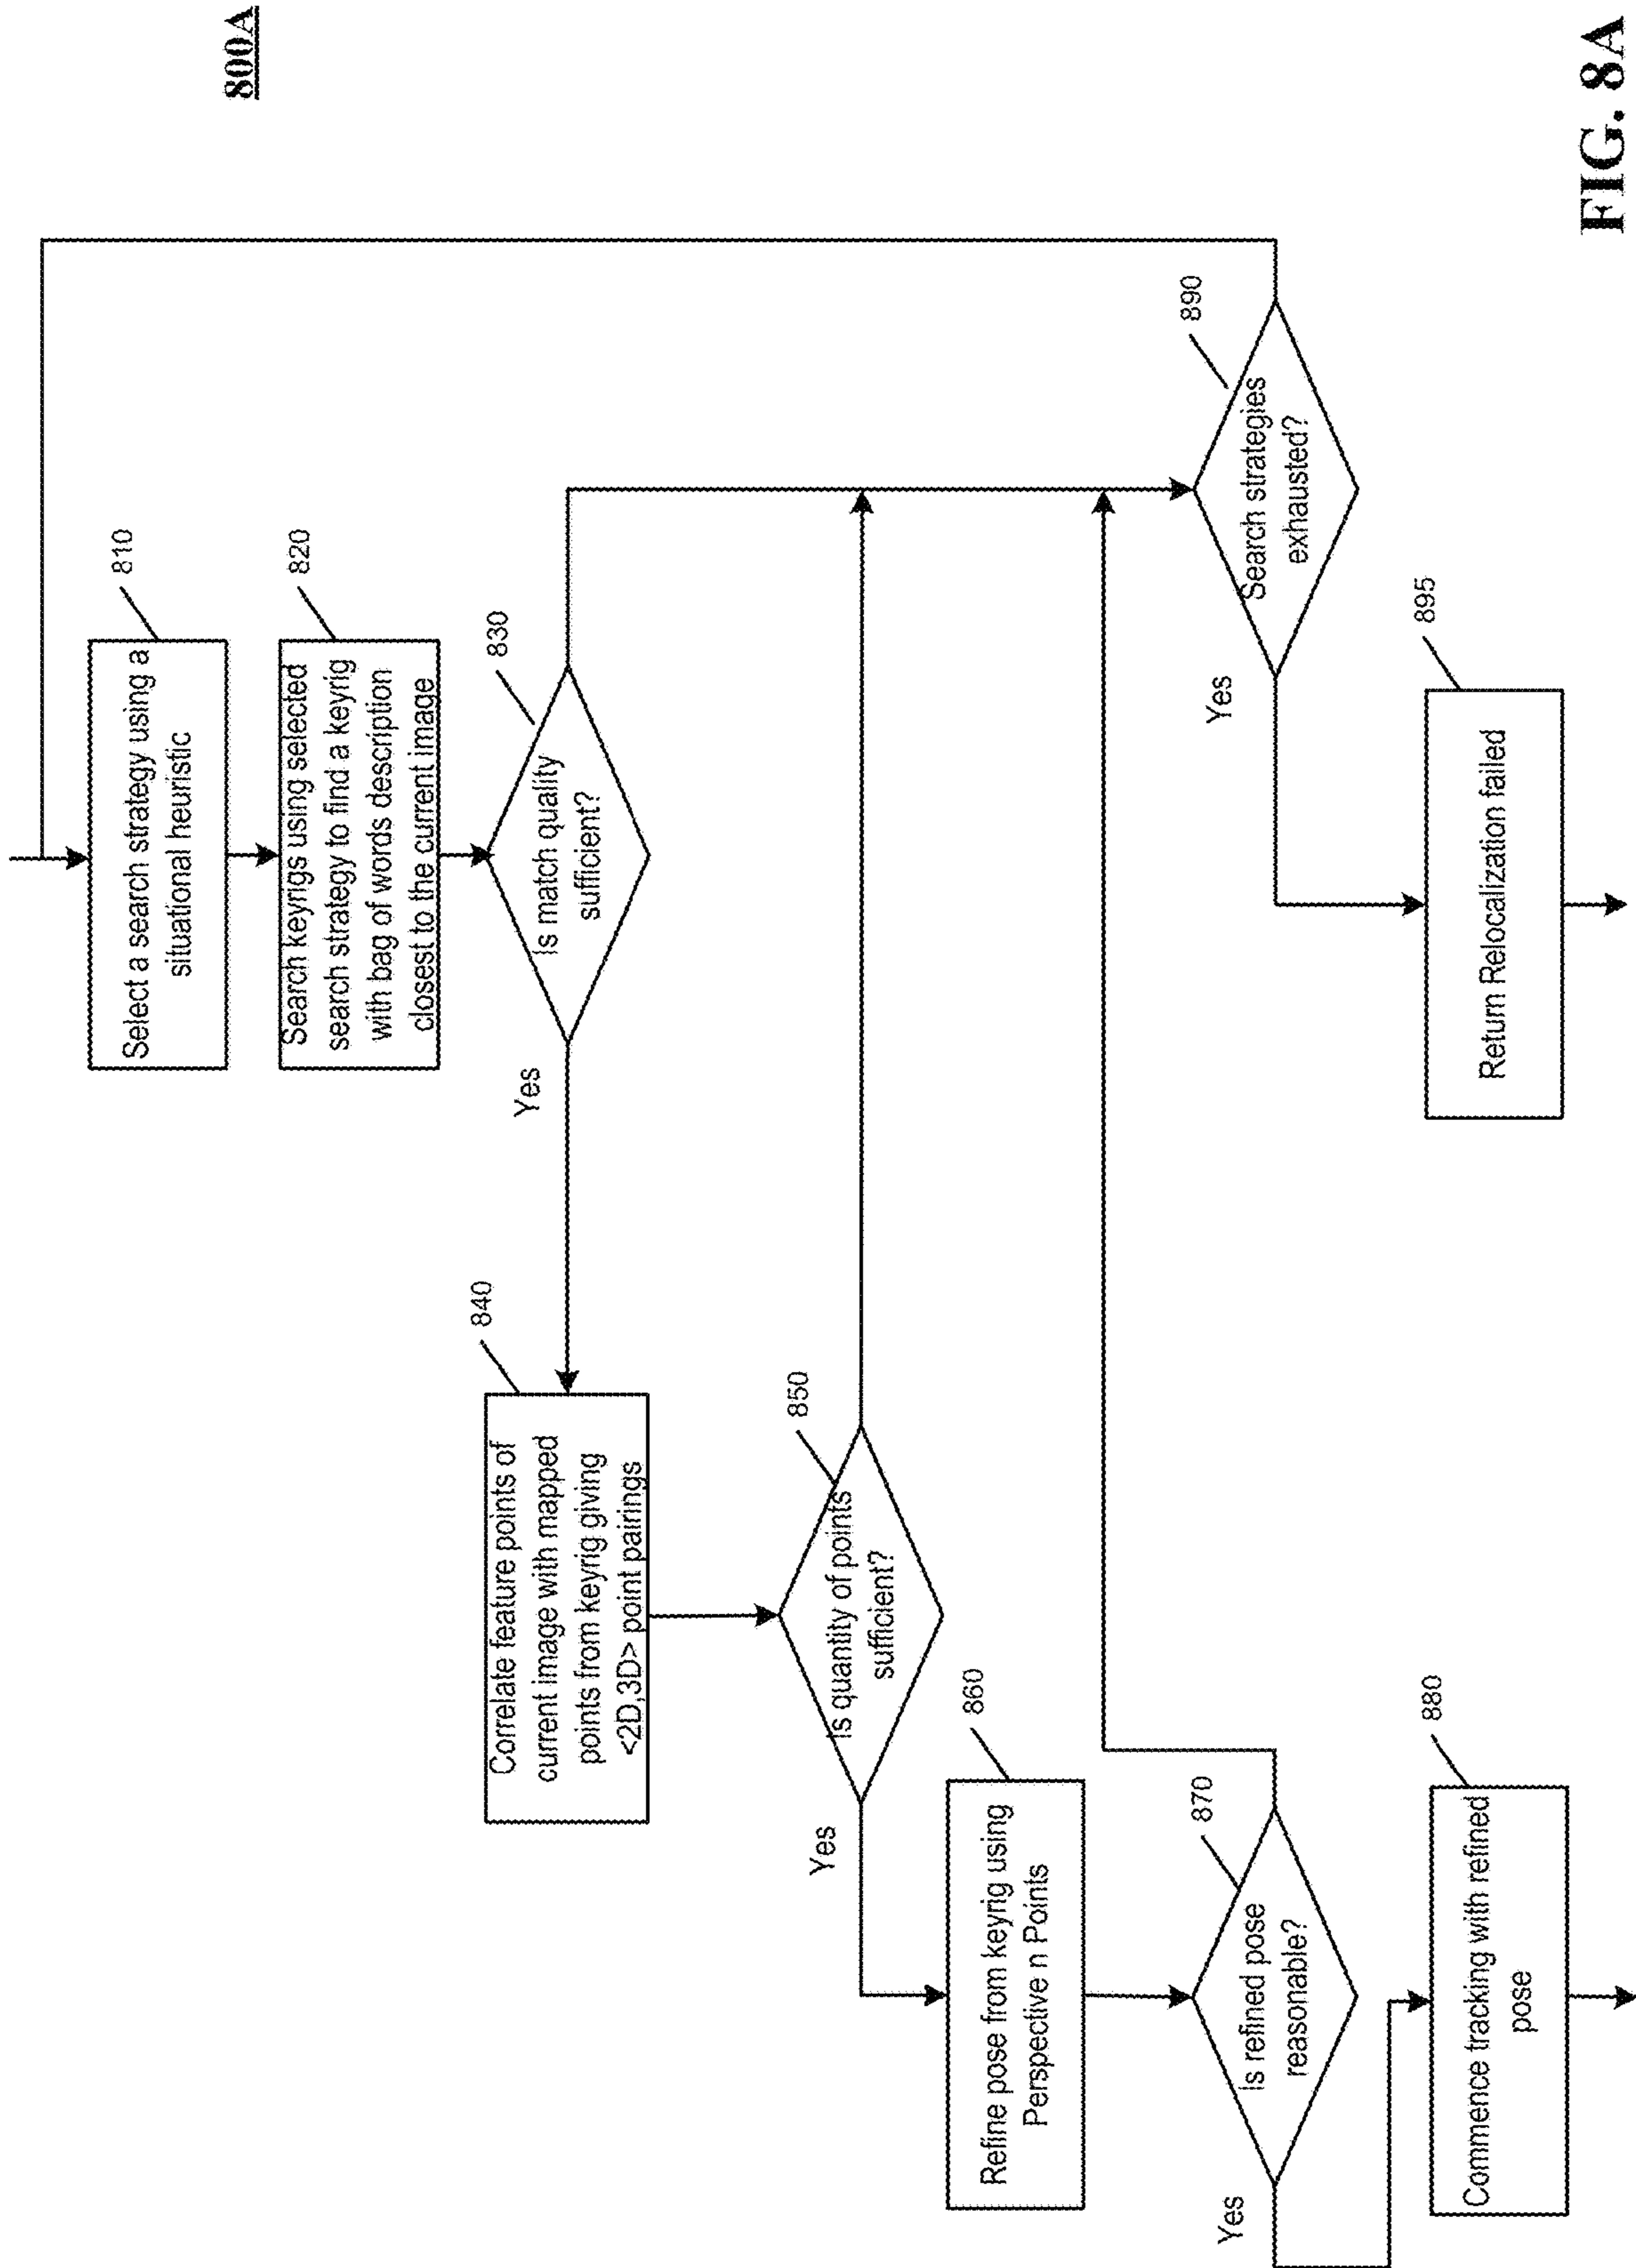 800A
810
Select a search strategy using a
situational heuristic
820
Search keyrigs using selected
search strategy to find a keyrig
with bag of words description
closest to the current image
830
Is match quality
sufficient?
Yes
840
Correlate feature points of
current image with mapped
points from keyrig giving
<2D,3D> point pairings
850
Is quantity of points
sufficient?
Yes
860
Refine pose from keyrig using
Perspective n Points
870
Is refined pose
reasonable?
Yes
880
Commence tracking with refined
pose
890
Search strategies
exhausted?
Yes
895
Return Relocalization failed
FIG. 8A